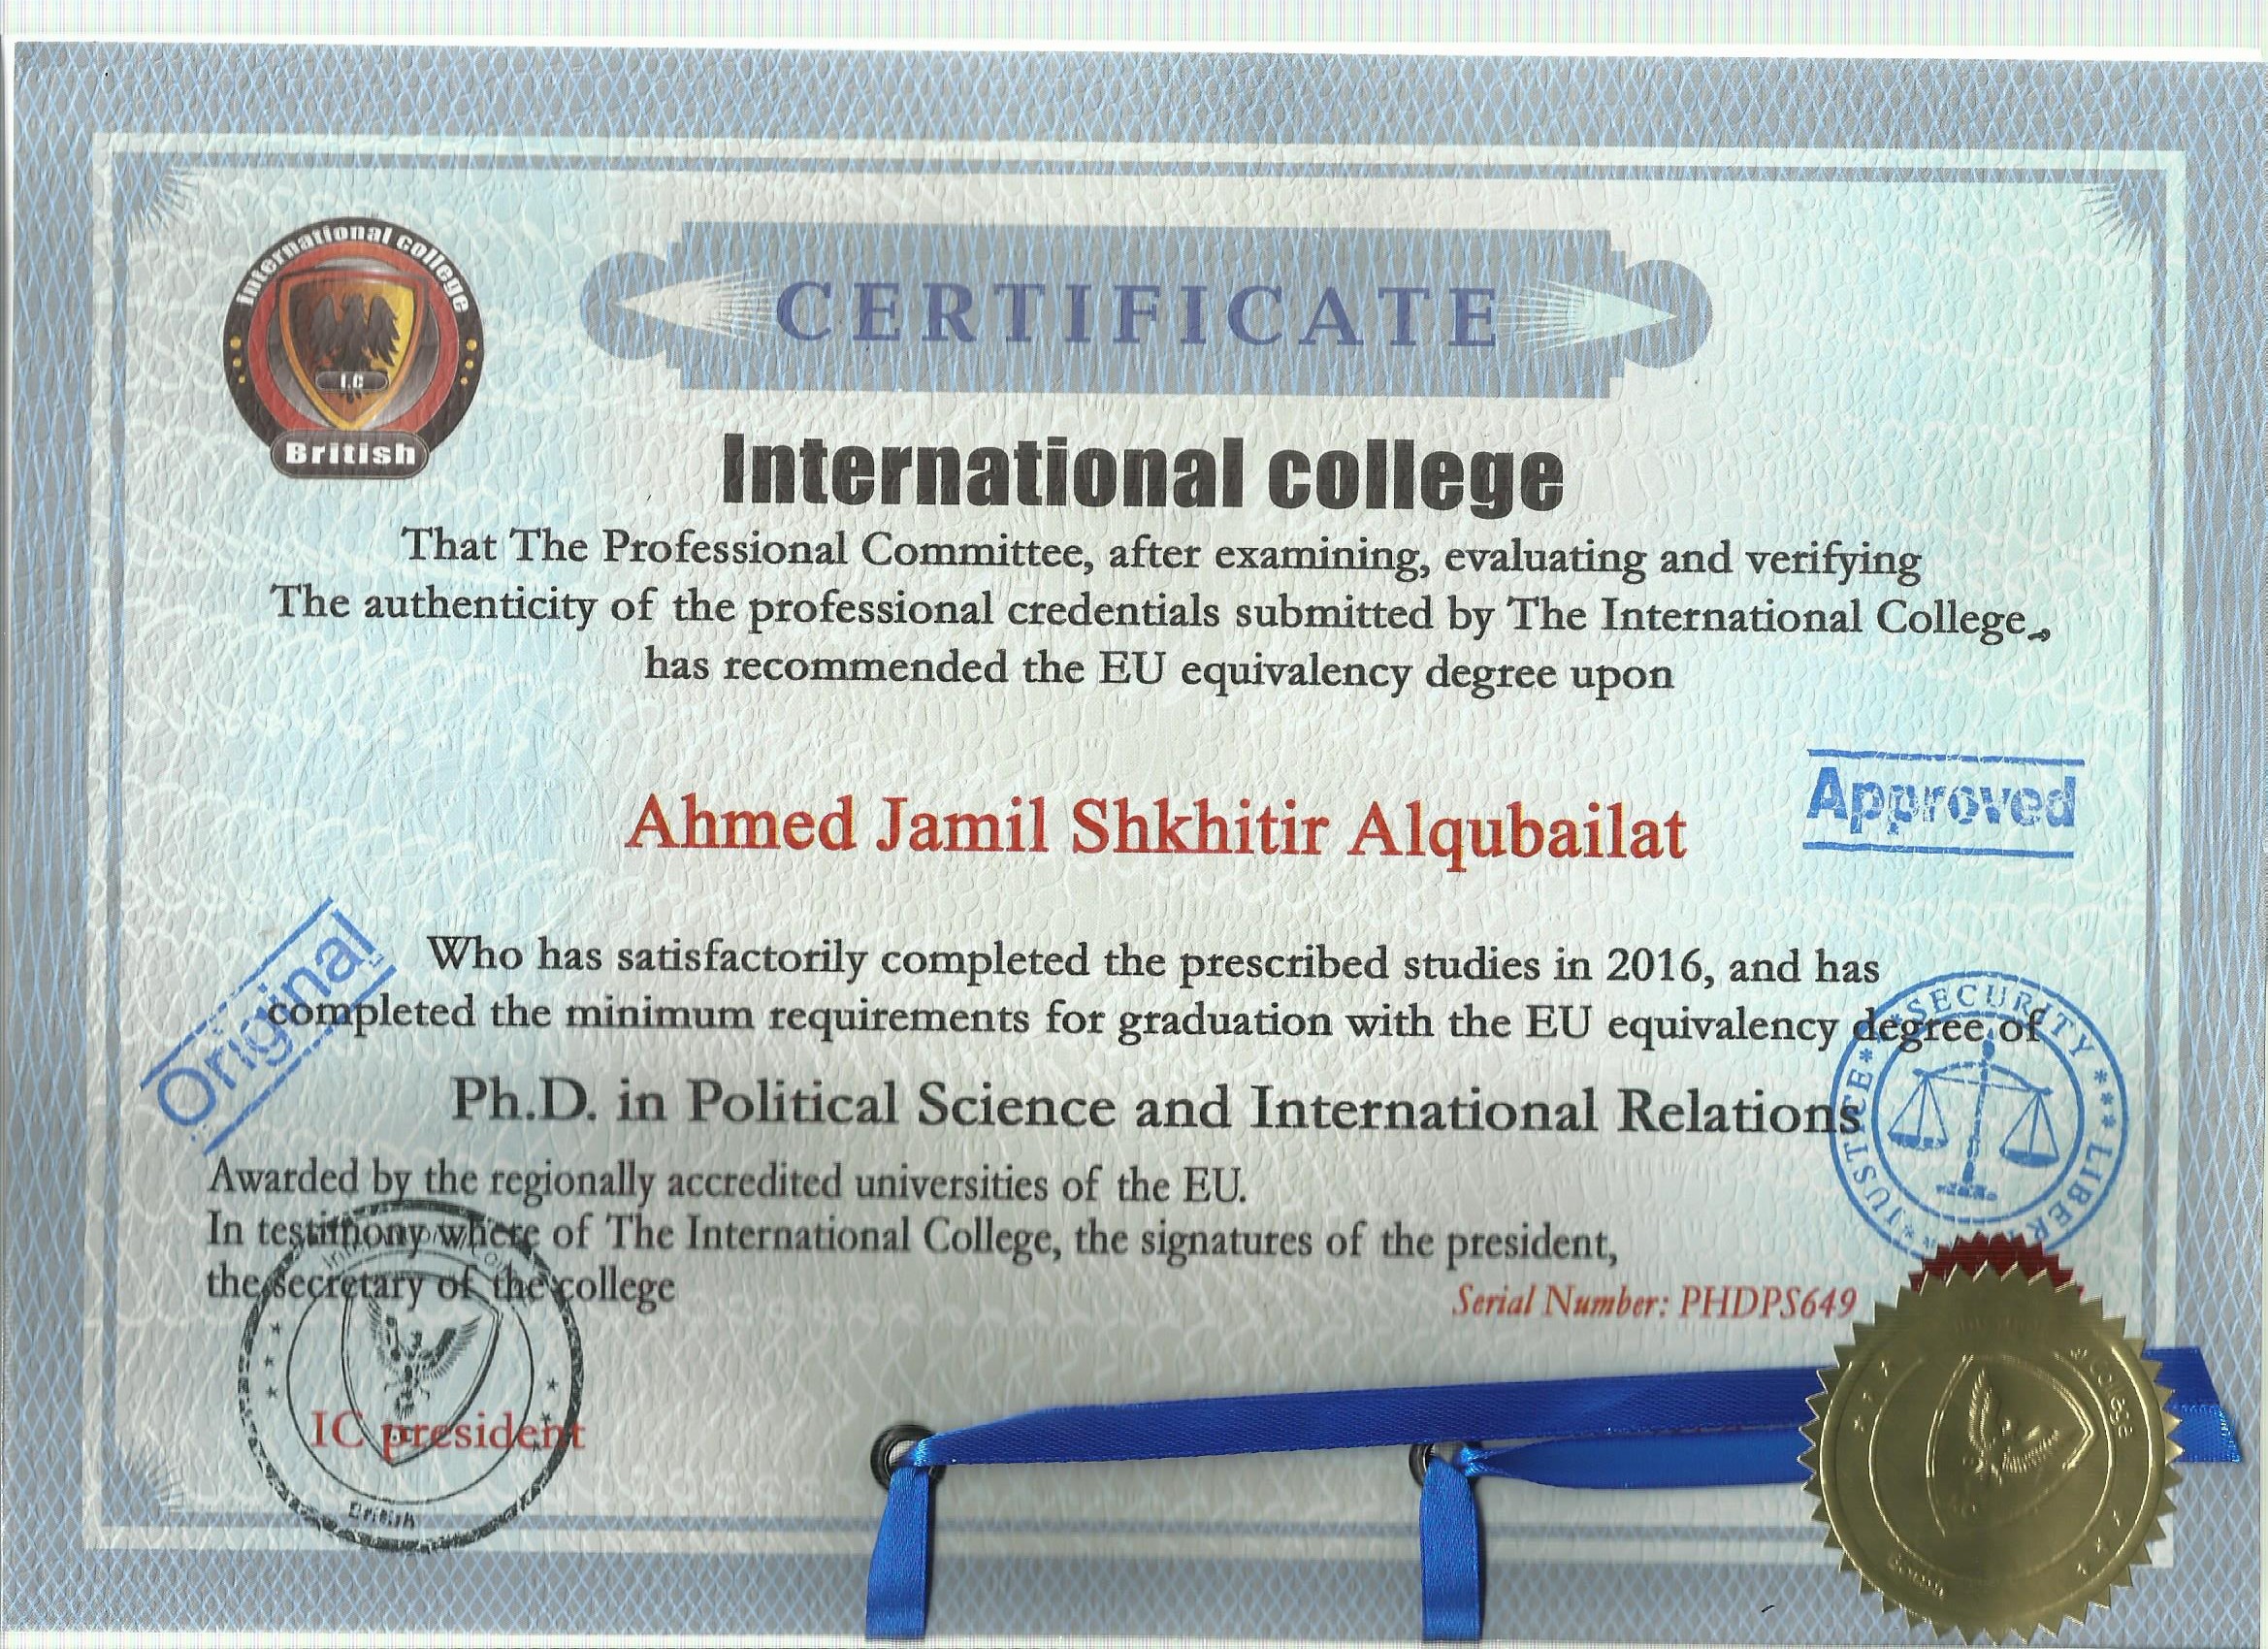 International college
I.C
British
CERTIFICATE
International college
That The Professional Committee, after examining, evaluating and verifying
The authenticity of the professional credentials submitted by The International College,
has recommended the EU equivalency degree upon
Approved
Ahmed Jamil Shkhitir Alqubailat
Original
Who has satisfactorily completed the prescribed studies in 2016, and has
completed the minimum requirements for graduation with the EU equivalency degree of
Ph.D. in Political Science and International Relations
SECURITY *** LIBER
JUSTICE
Awarded by the regionally accredited universities of the EU.
In testimony where of The International College, the signatures of the president,
the secretary of the college
Serial Number: PHDPS649
IC president
British
College